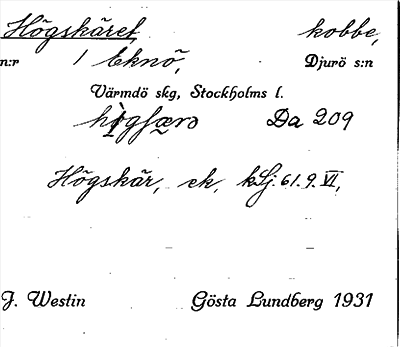 Högskäret, kobbe,
n:r 1 Eknö, Djurö s:n
Värmdö skg, Stockholms l.
Da 209
Högskär, ek, kLj. 61. 9. VI,
J. Westin Gösta Lundberg 1931